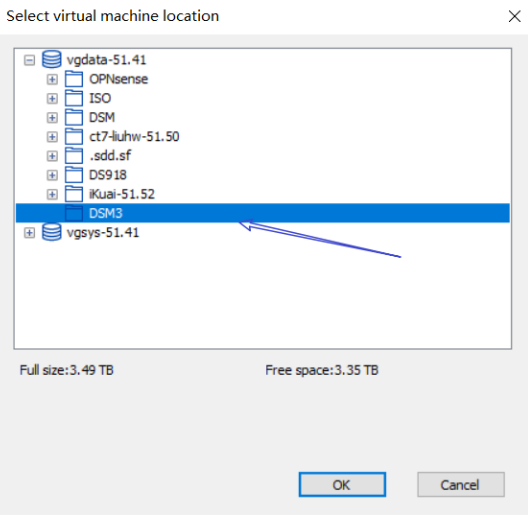 Select virtual machine location
vgdata-51.41
OPNsense
ISO
DSM
ct7-liuhw-51.50
.sdd.sf
DS918
iKuai-51.52
DSM3
vgsys-51.41
Full size:3.49 TB Free space:3.35 TB
OK Cancel